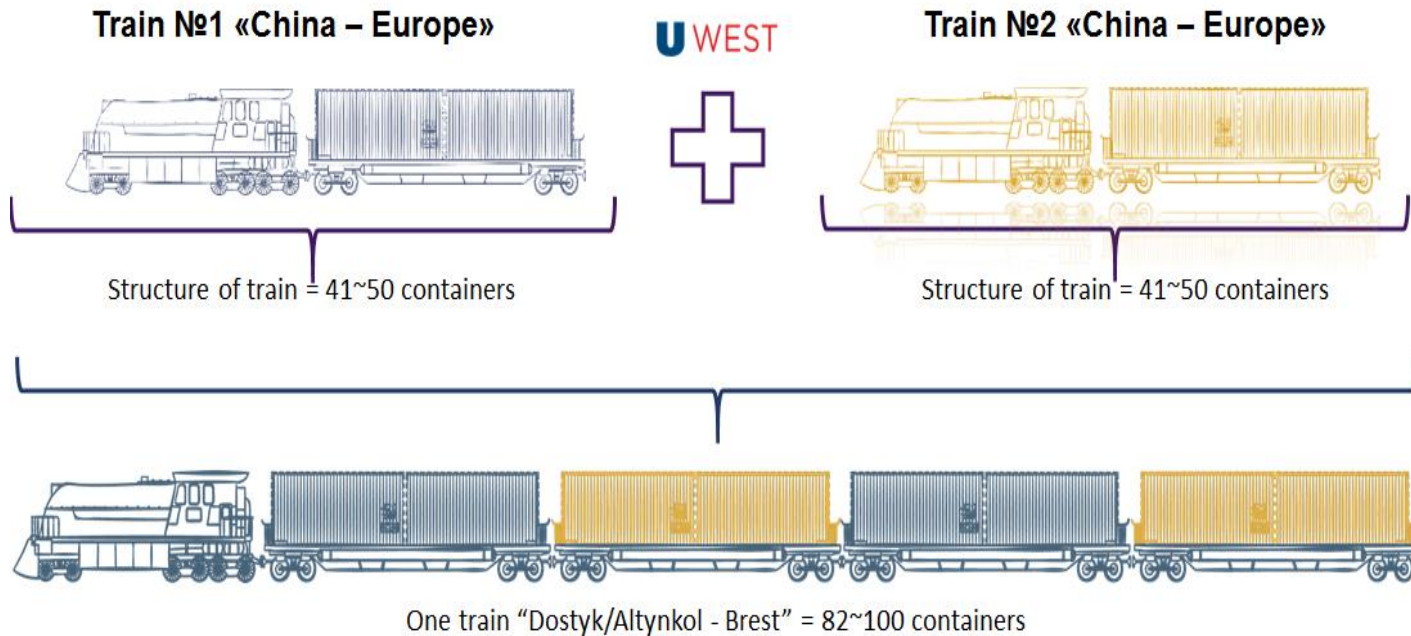 Train №1 «China – Europe»
U WEST
Train №2 «China – Europe»
Structure of train = 41~50 containers
Structure of train = 41~50 containers
One train “Dostyk/Altynkol - Brest” = 82~100 containers